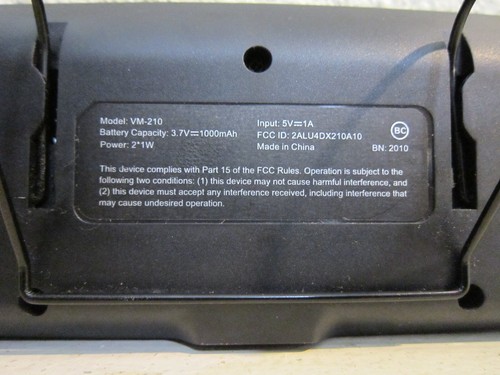 Model: VM-210
Battery Capacity: 3.7V⎓1000mAh
Power: 2*1W
Input: 5V⎓1A
FCC ID: 2ALU4DX210A10
Made in China
BC
BN: 2010
This device complies with Part 15 of the FCC Rules. Operation is subject to the
following two conditions: (1) this device may not cause harmful interference, and
(2) this device must accept any interference received, including interference that
may cause undesired operation.